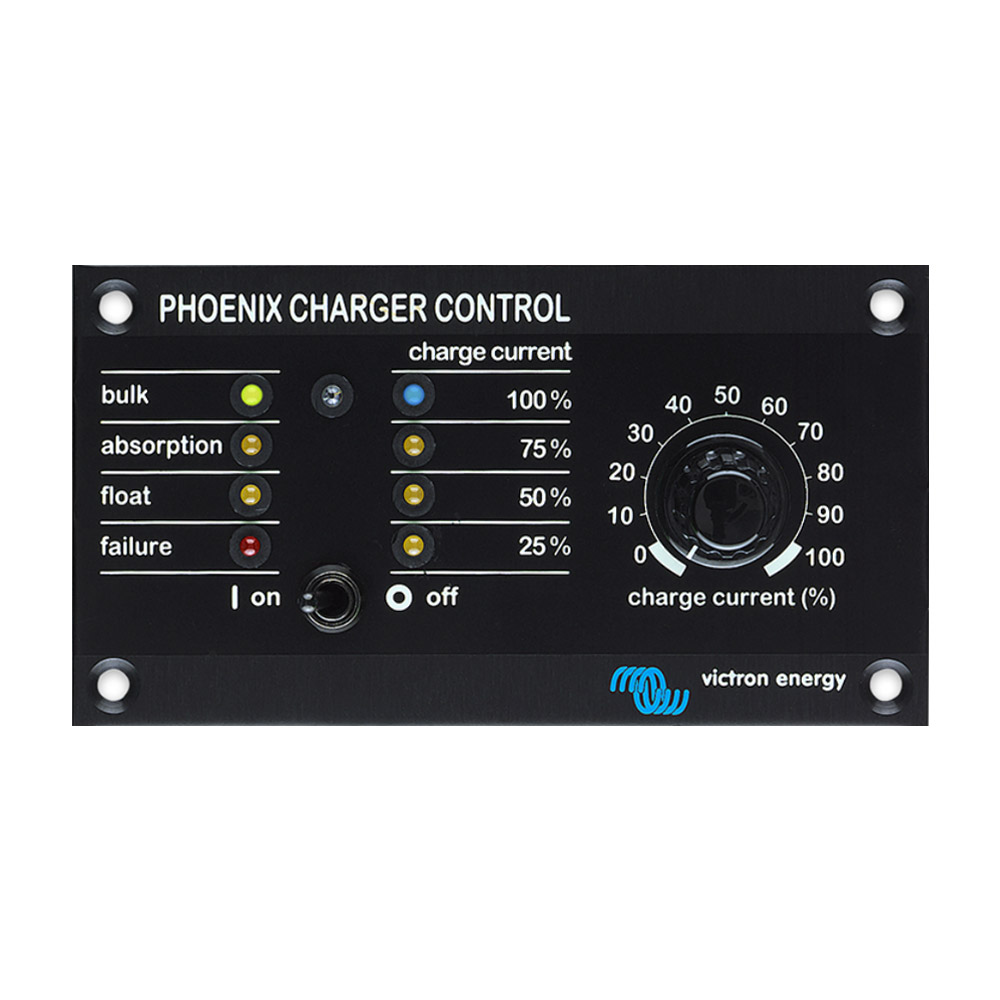 PHOENIX CHARGER CONTROL
charge current
bulk
100 %
absorption
75 %
float
50 %
failure
25 %
I on
O off
0 10 20 30 40 50 60 70 80 90 100
charge current (%)
victron energy